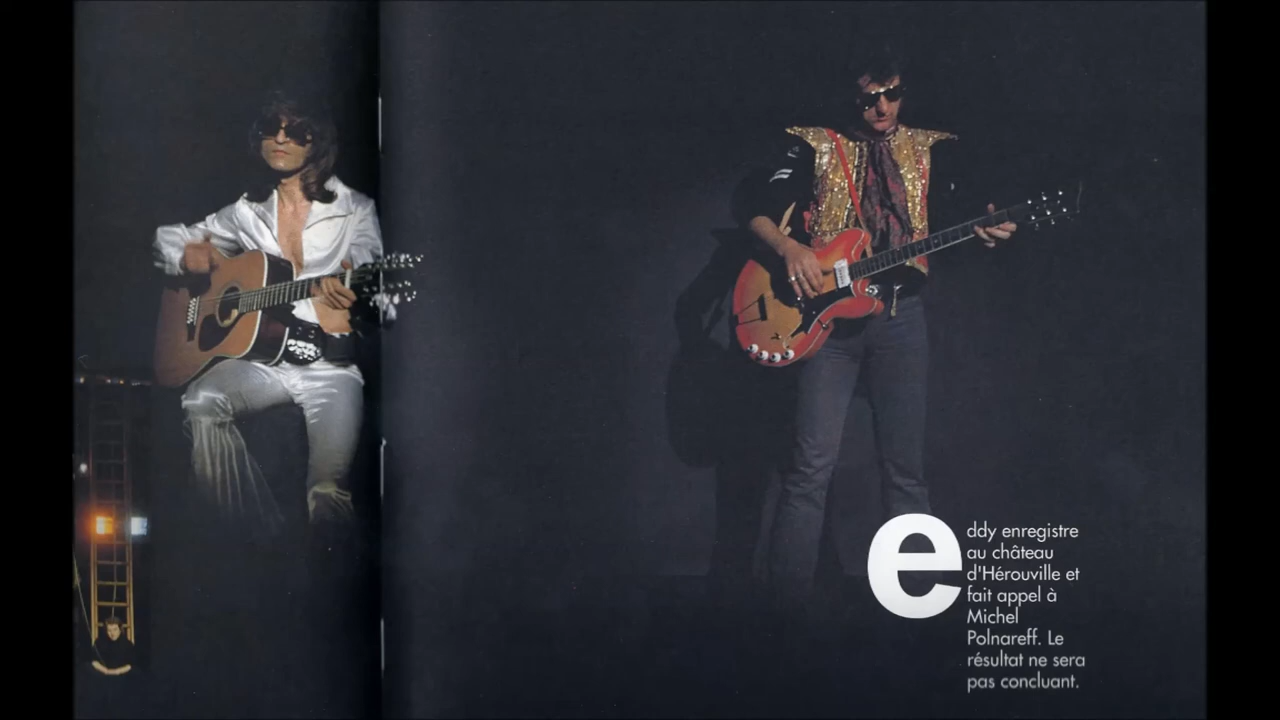 eddy enregistre
au château
d'Hérouville et
fait appel à
Michel
Polnareff. Le
résultat ne sera
pas concluant.